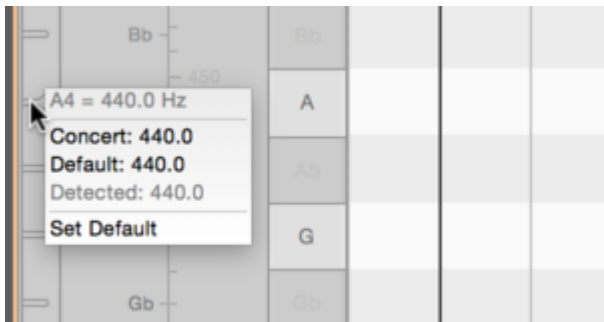 Bb
Bb
450
A4 = 440.0 Hz
A
Concert: 440.0
Default: 440.0
Ab
Detected: 440.0
Set Default
G
Gb
Gb